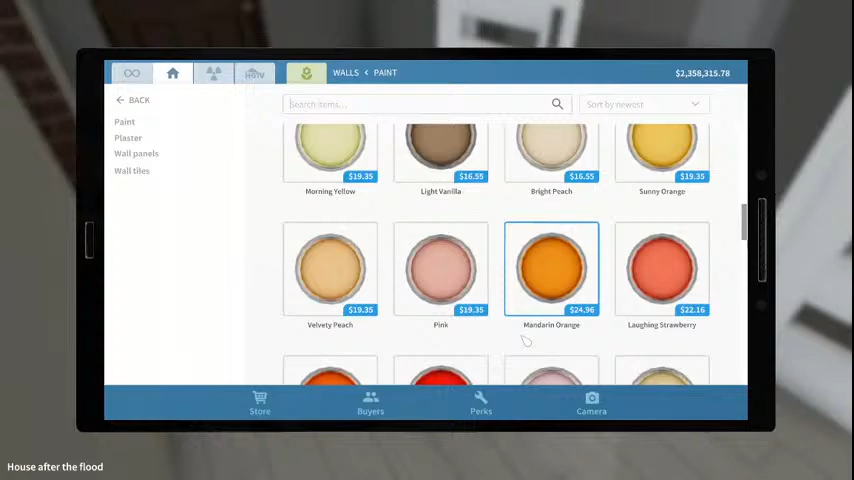 HGTV
WALLS < PAINT
$2,358,315.78
BACK
Search items...
Sort by newest
Paint
Plaster
Wall panels
Wall tiles
$19.35
$16.55
$16.55
$19.35
Morning Yellow
Light Vanilla
Bright Peach
Sunny Orange
$19.35
$19.35
$24.96
$22.16
Velvety Peach
Pink
Mandarin Orange
Laughing Strawberry
Store
Buyers
Perks
Camera
House after the flood